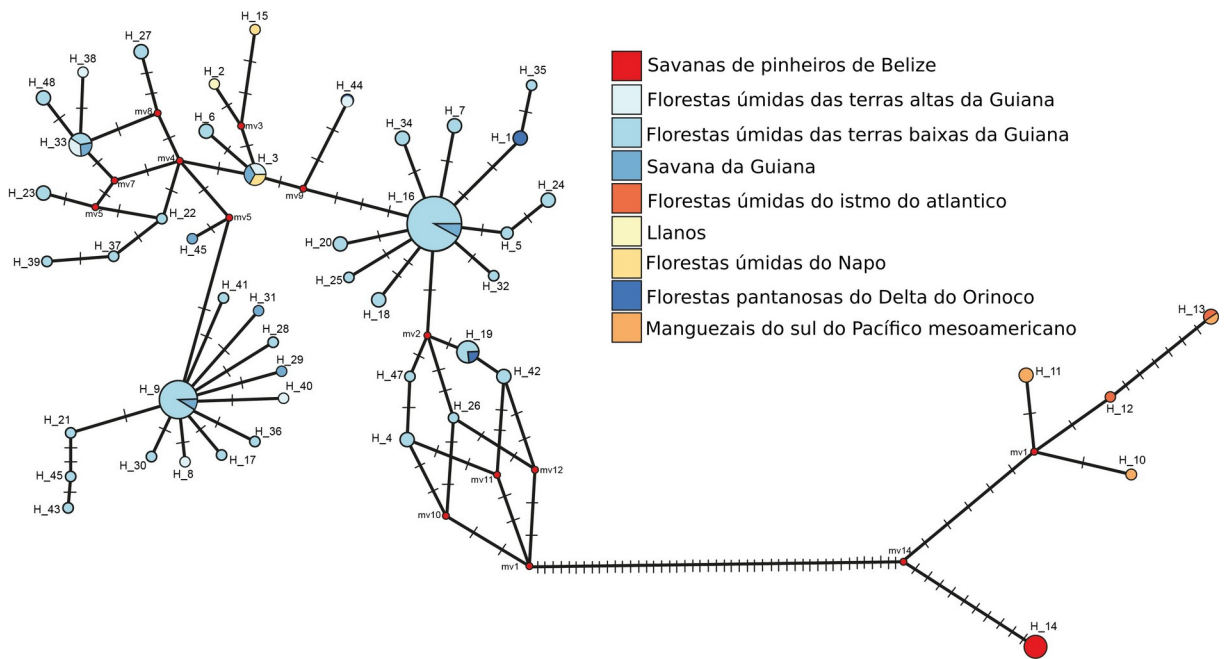 H_15
H_27
H_38
H_2
H_48
H_44
H_35
mv8
H_6
mv3
H_34
H_7
H_1
H_33
mv4
H_3
mv7
mv9
H_16
H_24
H_23
mv5
H_22
mv5
H_45
H_20
H_5
H_37
H_39
H_25
H_32
H_18
H_41
H_31
H_28
mv2
H_19
H_29
H_9
H_40
H_47
H_42
H_21
H_26
H_36
H_4
H_30
H_8
H_17
H_45
mv11
mv12
H_43
mv10
mv1
Savanas de pinheiros de Belize
Florestas úmidas das terras altas da Guiana
Florestas úmidas das terras baixas da Guiana
Savana da Guiana
Florestas úmidas do istmo do atlantico
Llanos
Florestas úmidas do Napo
Florestas pantanosas do Delta do Orinoco
Manguezais do sul do Pacífico mesoamericano
H_13
H_11
H_12
mv1
H_10
mv14
H_14